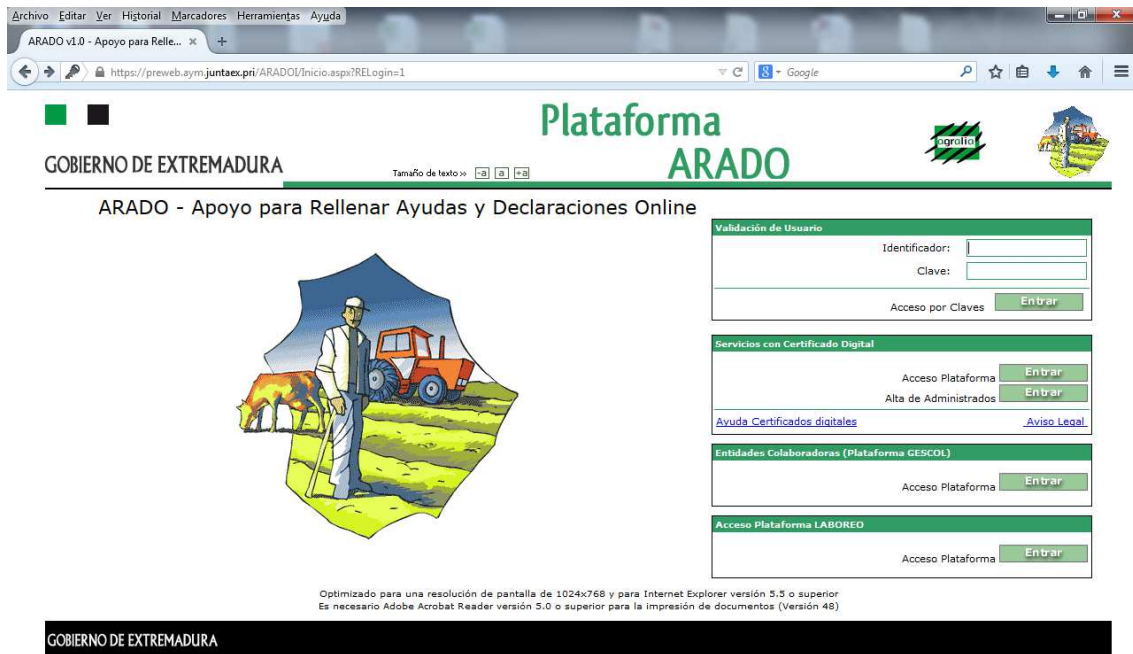 Archivo Editar Ver Historial Marcadores Herramientas Ayuda
ARADO v1.0 - Apoyo para Relle... × +
https://preweb.aym.juntaex.pri/ARADOI/Inicio.aspx?RELogin=1
8 Google
Plataforma
ARADO
agralia
GOBIERNO DE EXTREMADURA
Tamaño de texto » -a a +a
ARADO - Apoyo para Rellenar Ayudas y Declaraciones Online
Validación de Usuario
Identificador:
Clave:
Acceso por Claves Entrar
Servicios con Certificado Digital
Acceso Plataforma Entrar
Alta de Administrados Entrar
Ayuda Certificados digitales Aviso Legal
Entidades Colaboradoras (Plataforma GESCOL)
Acceso Plataforma Entrar
Acceso Plataforma LABOREO
Acceso Plataforma Entrar
Optimizado para una resolución de pantalla de 1024x768 y para Internet Explorer versión 5.5 o superior
Es necesario Adobe Acrobat Reader versión 5.0 o superior para la impresión de documentos (Versión 48)
GOBIERNO DE EXTREMADURA